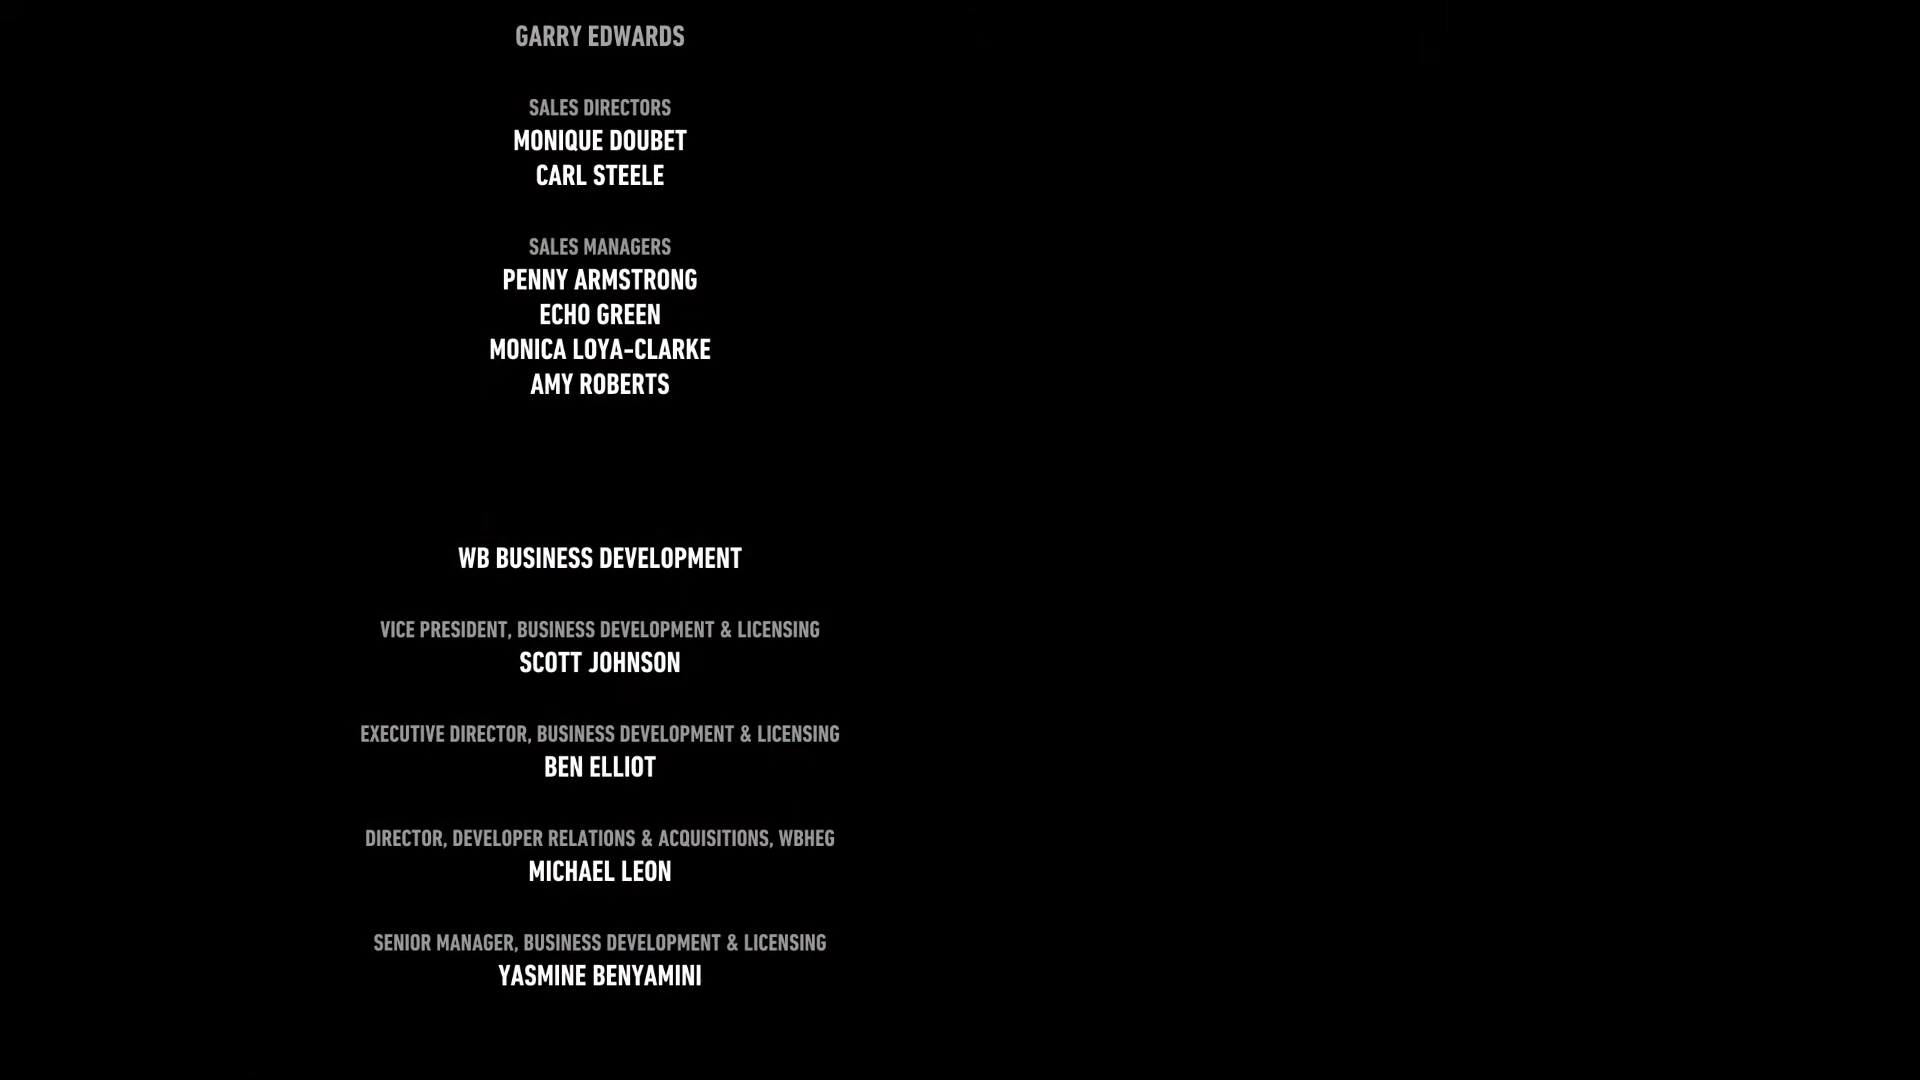 GARRY EDWARDS
SALES DIRECTORS
MONIQUE DOUBET
CARL STEELE
SALES MANAGERS
PENNY ARMSTRONG
ECHO GREEN
MONICA LOYA-CLARKE
AMY ROBERTS
WB BUSINESS DEVELOPMENT
VICE PRESIDENT, BUSINESS DEVELOPMENT & LICENSING
SCOTT JOHNSON
EXECUTIVE DIRECTOR, BUSINESS DEVELOPMENT & LICENSING
BEN ELLIOT
DIRECTOR, DEVELOPER RELATIONS & ACQUISITIONS, WBHEG
MICHAEL LEON
SENIOR MANAGER, BUSINESS DEVELOPMENT & LICENSING
YASMINE BENYAMINI